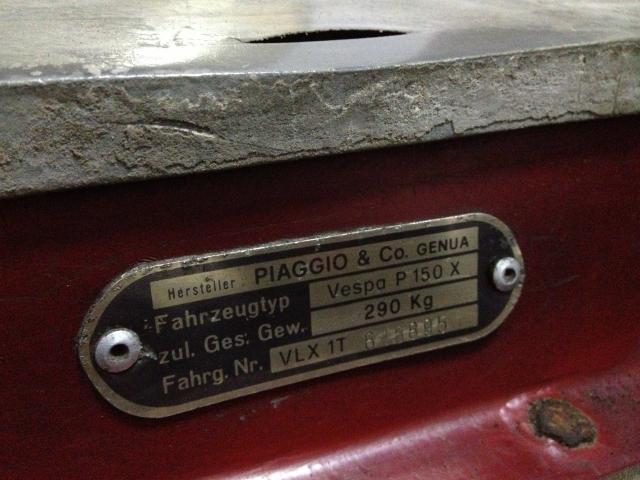 Hersteller PIAGGIO & Co. GENUA
Fahrzeugtyp Vespa P 150 X
zul. Ges. Gew. 290 Kg
Fahrg. Nr. VLX 1T